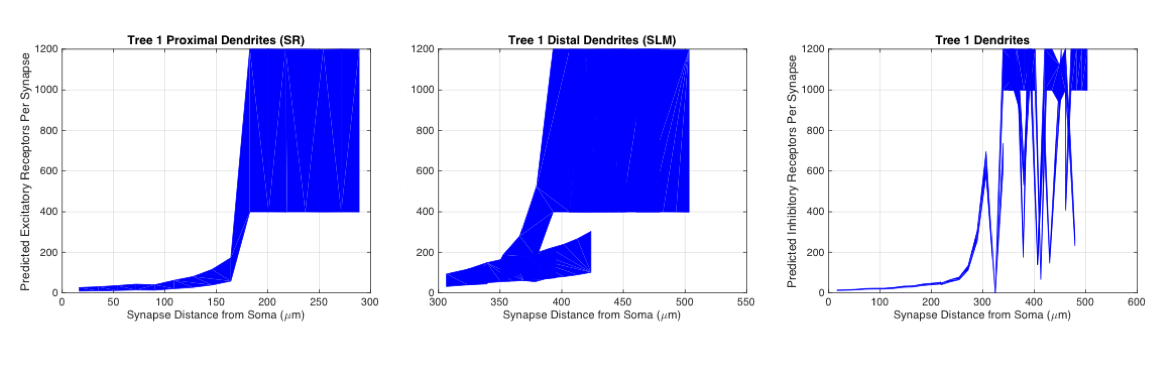 Tree 1 Proximal Dendrites (SR)
Predicted Excitatory Receptors Per Synapse
1200
1000
800
600
400
200
0
0 50 100 150 200 250 300
Synapse Distance from Soma (μm)
Tree 1 Distal Dendrites (SLM)
1200
1000
800
600
400
200
0
300 350 400 450 500 550
Synapse Distance from Soma (μm)
Tree 1 Dendrites
Predicted Inhibitory Receptors Per Synapse
1200
1000
800
600
400
200
0
0 100 200 300 400 500 600
Synapse Distance from Soma (μm)